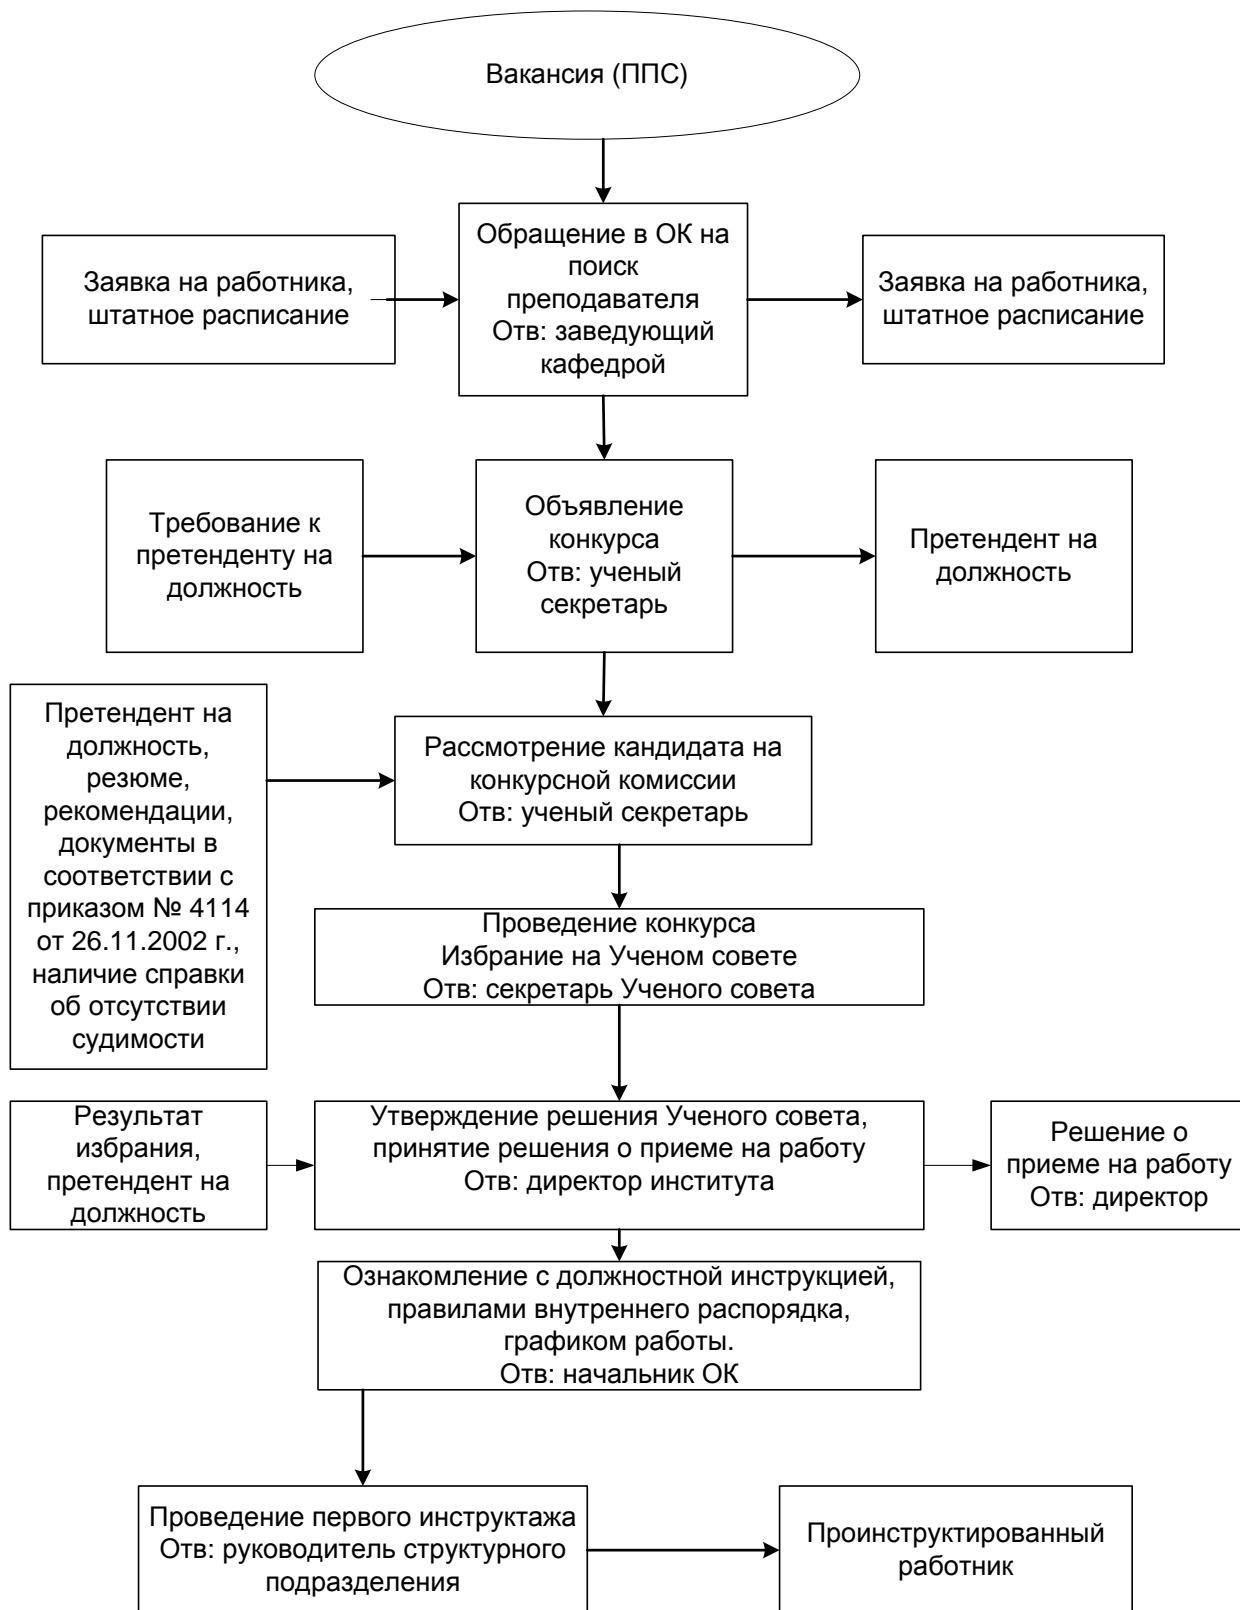 Вакансия (ППС)
Заявка на работника,
штатное расписание
Обращение в ОК на
поиск
преподавателя
Отв: заведующий
кафедрой
Заявка на работника,
штатное расписание
Требование к
претенденту на
должность
Объявление
конкурса
Отв: ученый
секретарь
Претендент на
должность
Претендент на
должность,
резюме,
рекомендации,
документы в
соответствии с
приказом № 4114
от 26.11.2002 г.,
наличие справки
об отсутствии
судимости
Рассмотрение кандидата на
конкурсной комиссии
Отв: ученый секретарь
Проведение конкурса
Избрание на Ученом совете
Отв: секретарь Ученого совета
Результат
избрания,
претендент на
должность
Утверждение решения Ученого совета,
принятие решения о приеме на работу
Отв: директор института
Решение о
приеме на работу
Отв: директор
Ознакомление с должностной инструкцией,
правилами внутреннего распорядка,
графиком работы.
Отв: начальник ОК
Проведение первого инструктажа
Отв: руководитель структурного
подразделения
Проинструктированный
работник